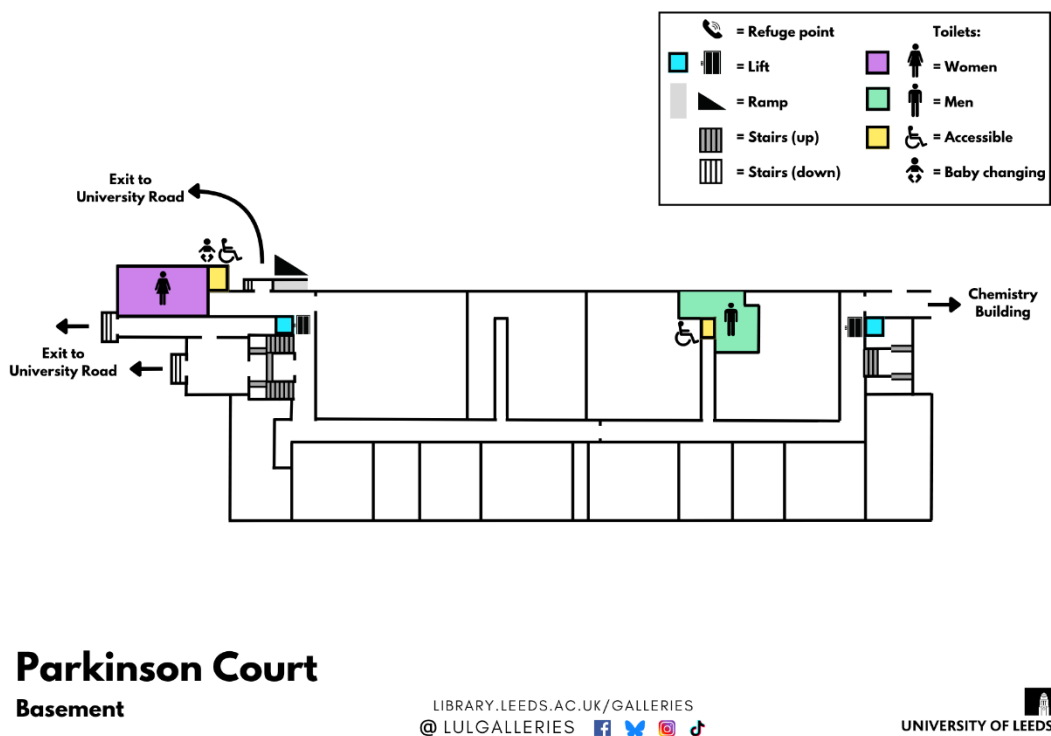 = Refuge point
Toilets:
= Lift
= Women
= Ramp
= Men
= Stairs (up)
= Accessible
= Stairs (down)
= Baby changing
Exit to
University Road
Chemistry
Building
Exit to
University Road
Parkinson Court
Basement
LIBRARY.LEEDS.AC.UK/GALLERIES
@ LULGALLERIES
UNIVERSITY OF LEEDS